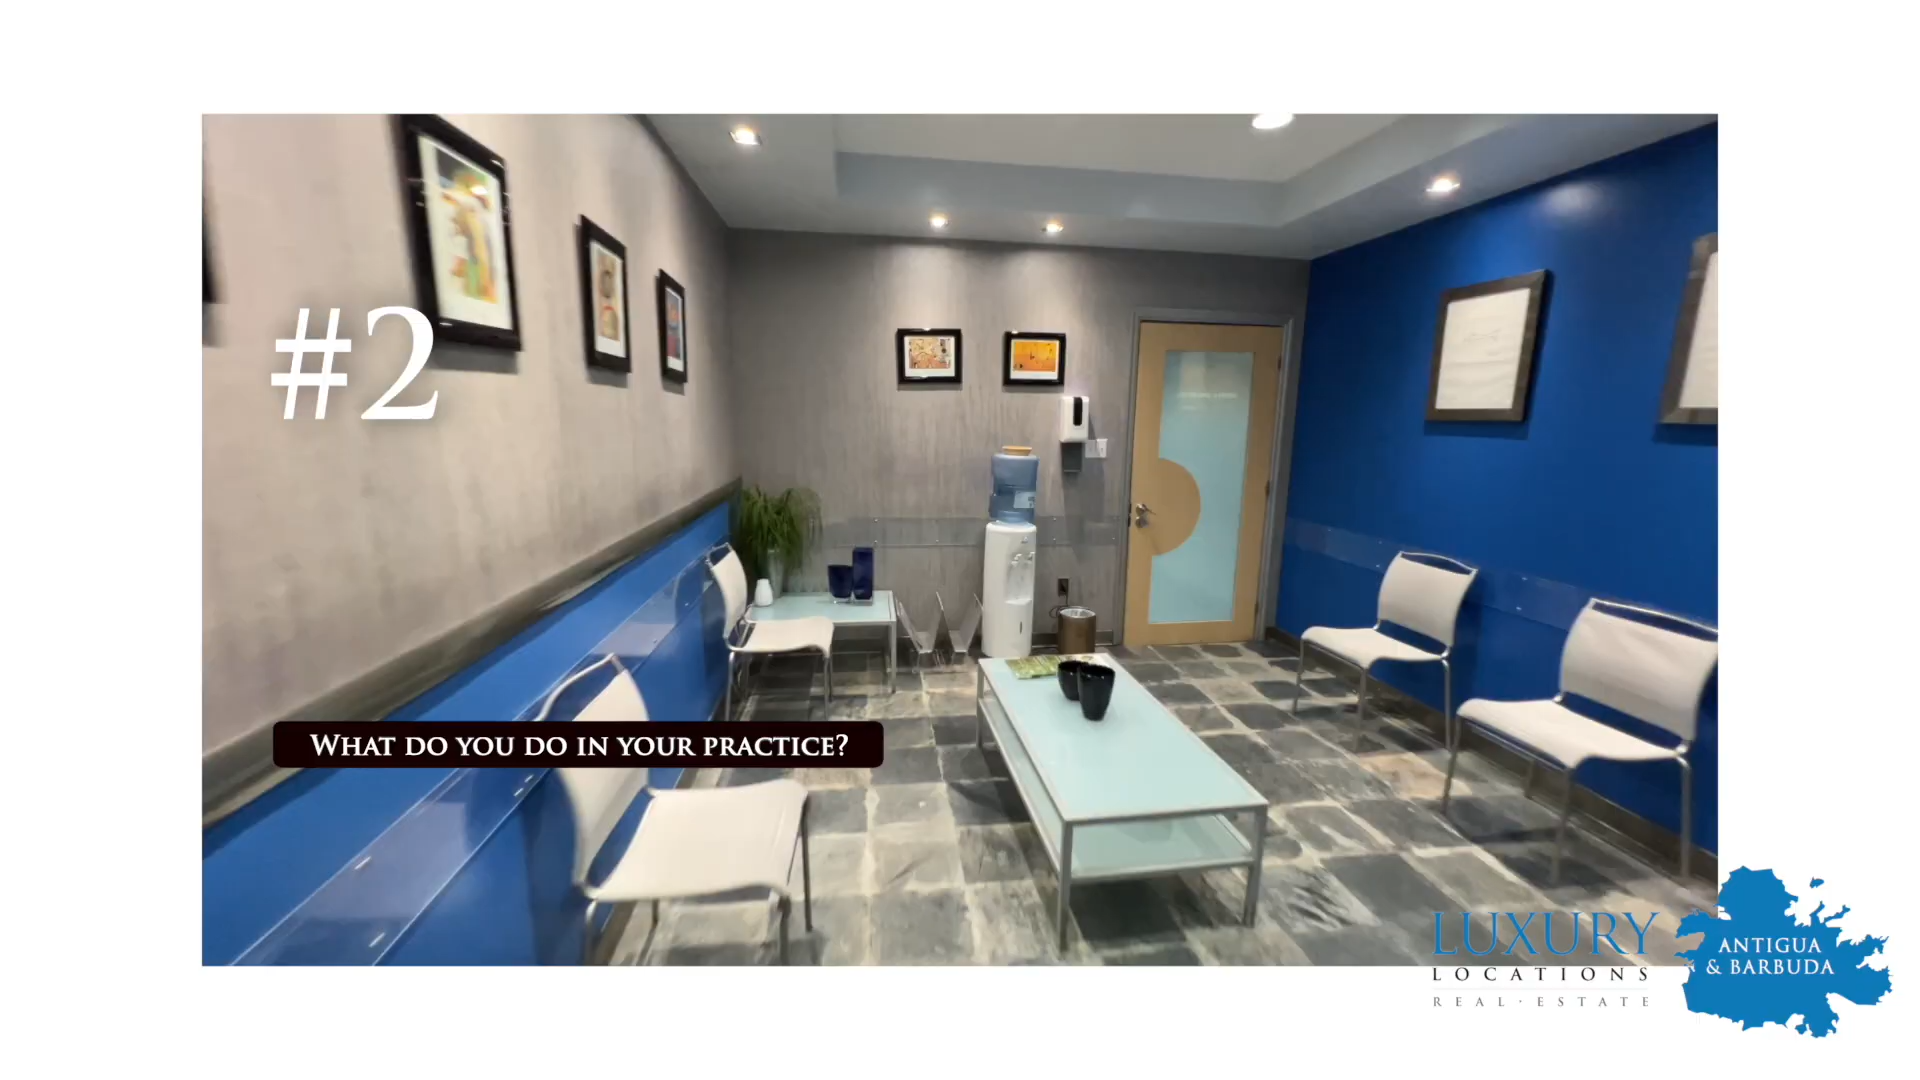 #2
WHAT DO YOU DO IN YOUR PRACTICE?
LUXURY
LOCATIONS
REAL·ESTATE
ANTIGUA
& BARBUDA